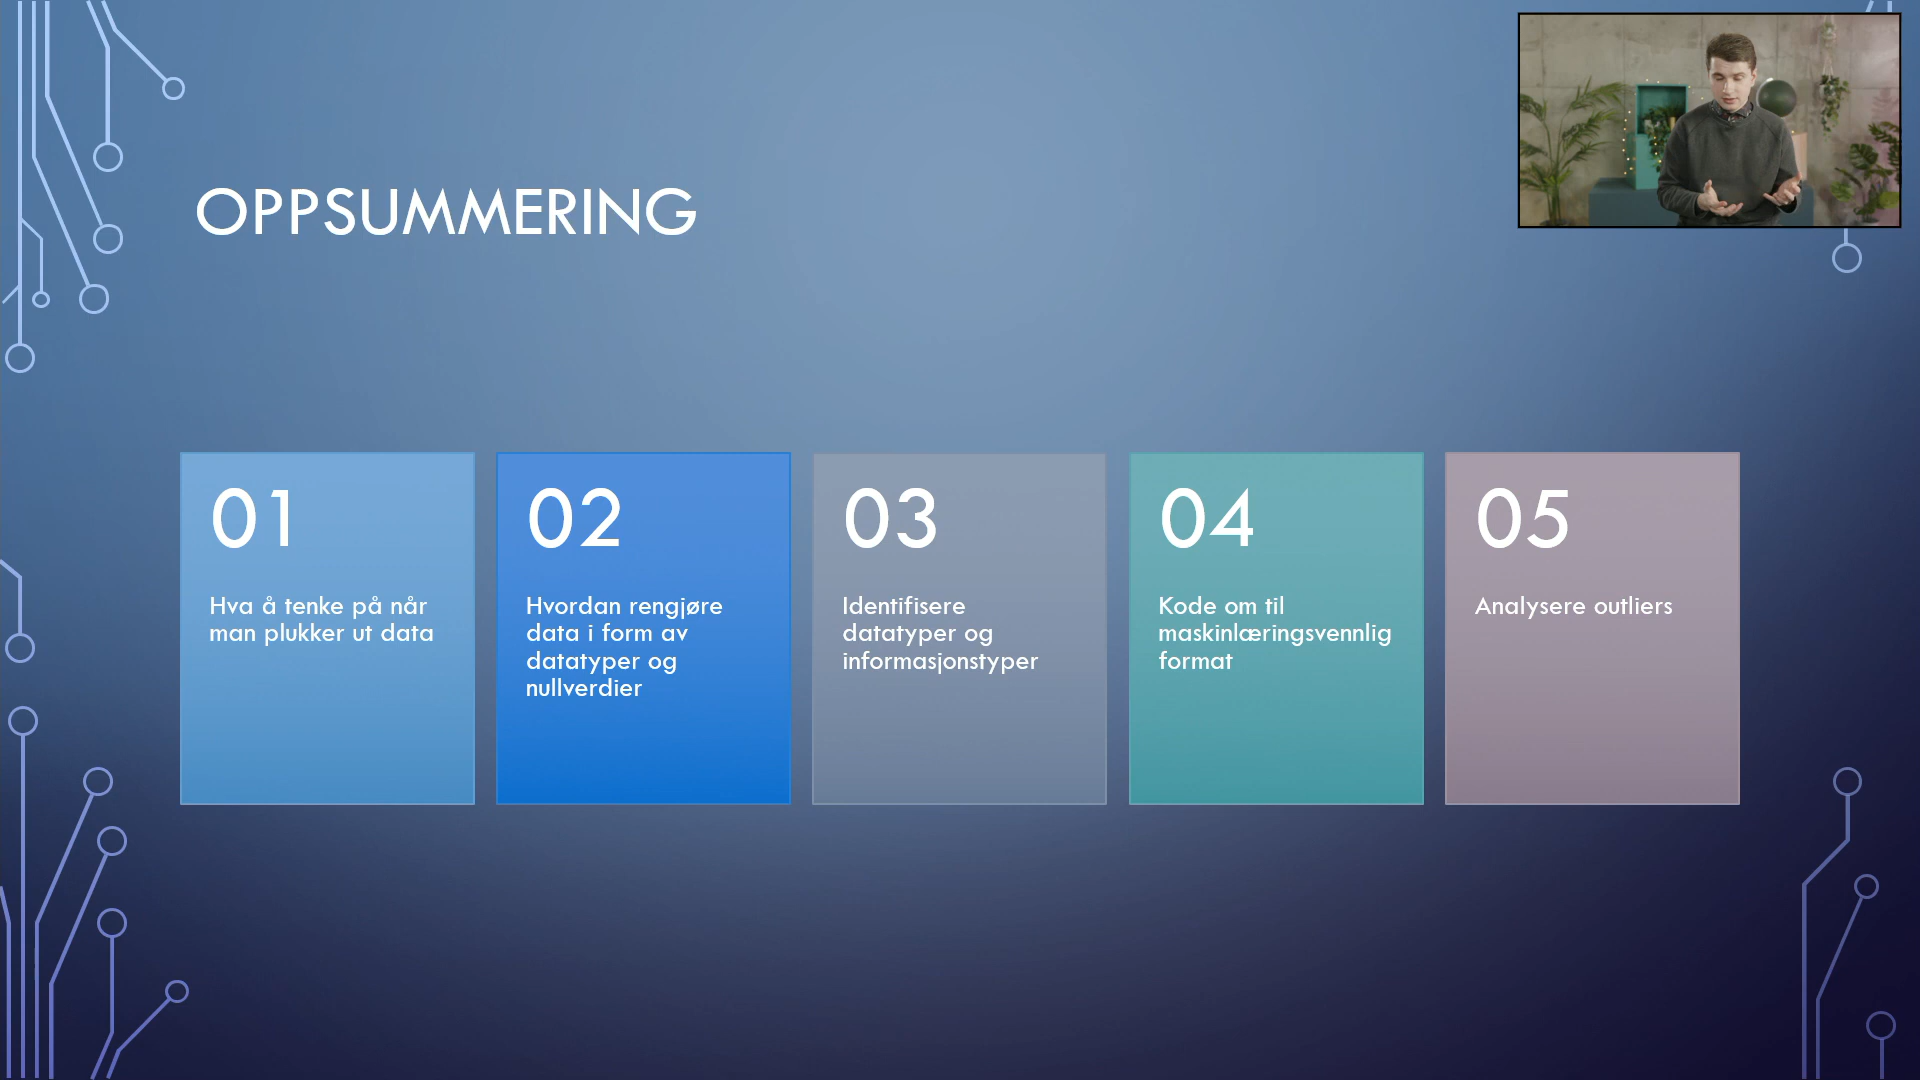 OPPSUMMERING
01
Hva å tenke på når
man plukker ut data
02
Hvordan rengjøre
data i form av
datatyper og
nullverdier
03
Identifisere
datatyper og
informasjonstyper
04
Kode om til
maskinlæringsvennlig
format
05
Analysere outliers